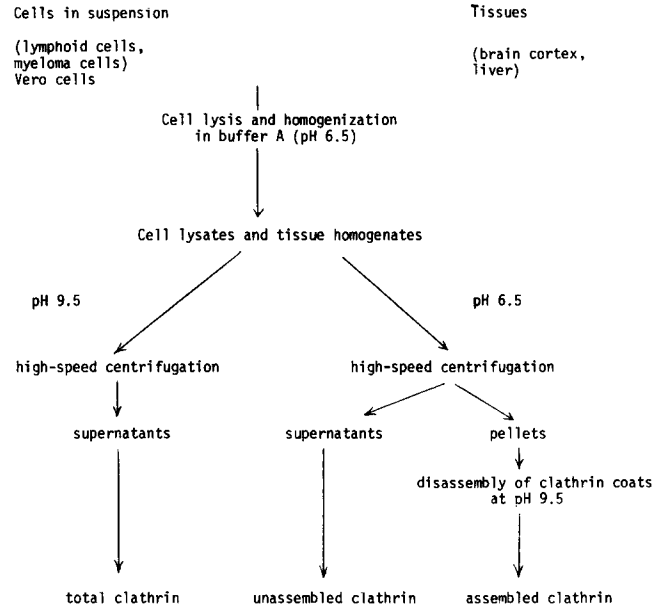 Cells in suspension
Tissues
(lymphoid cells,
myeloma cells)
Vero cells
(brain cortex,
liver)
Cell lysis and homogenization
in buffer A (pH 6.5)
Cell lysates and tissue homogenates
pH 9.5
pH 6.5
high-speed centrifugation
high-speed centrifugation
supernatants
supernatants
pellets
disassembly of clathrin coats
at pH 9.5
total clathrin
unassembled clathrin
assembled clathrin